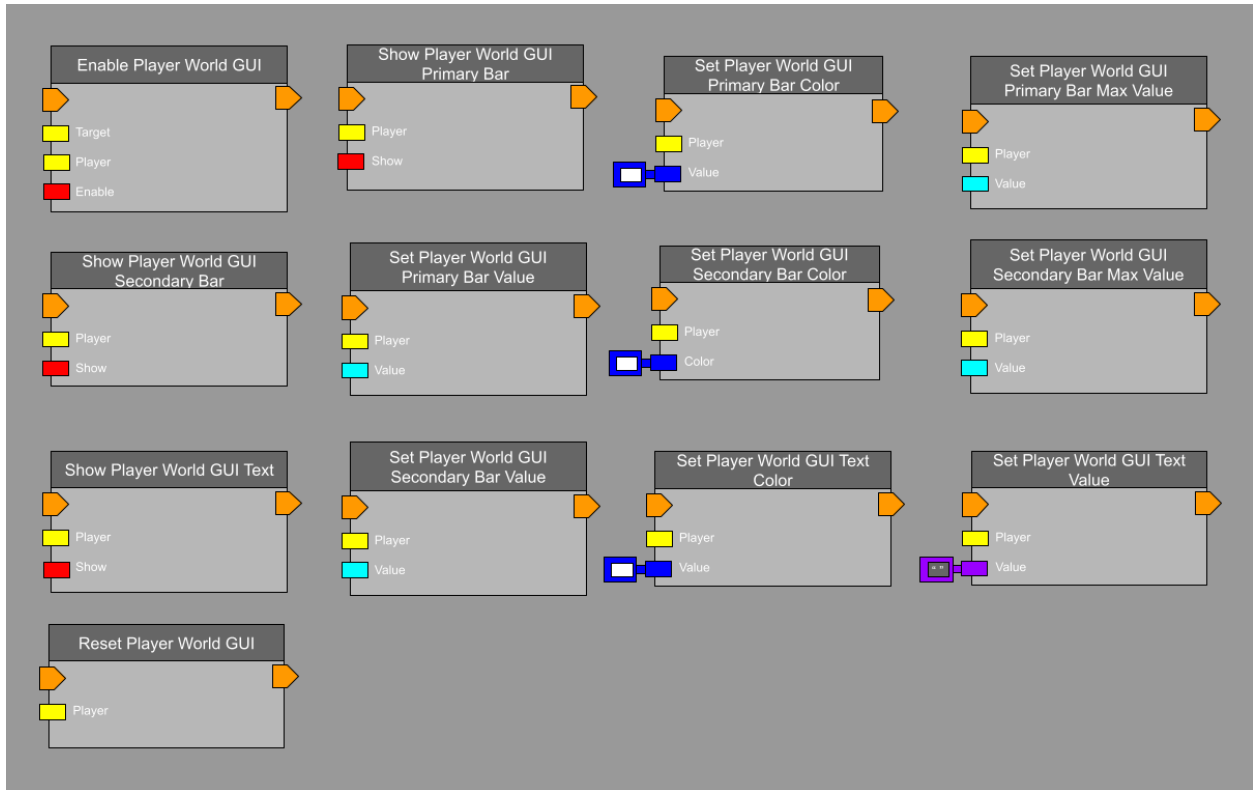 Enable Player World GUI
Target
Player
Enable
Show Player World GUI
Primary Bar
Player
Show
Set Player World GUI
Primary Bar Color
Player
Value
Set Player World GUI
Primary Bar Max Value
Player
Value
Show Player World GUI
Secondary Bar
Player
Show
Set Player World GUI
Primary Bar Value
Player
Value
Set Player World GUI
Secondary Bar Color
Player
Color
Set Player World GUI
Secondary Bar Max Value
Player
Value
Show Player World GUI Text
Player
Show
Set Player World GUI
Secondary Bar Value
Player
Value
Set Player World GUI Text
Color
Player
Value
Set Player World GUI Text
Value
Player
“ ”
Value
Reset Player World GUI
Player